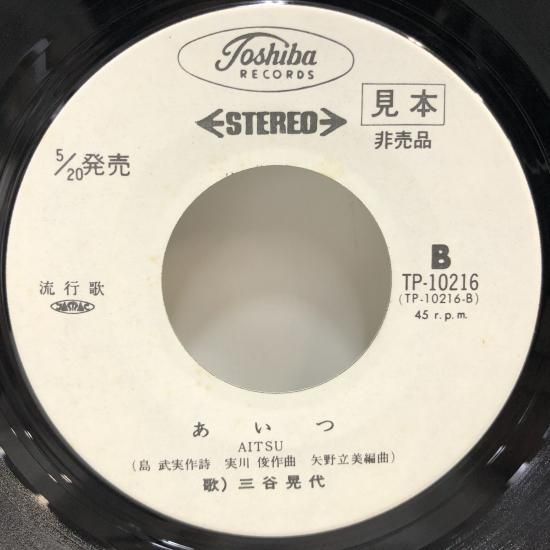 Toshiba
RECORDS
STEREO
見本
非売品
5/20発売
B
TP-10216
(TP-10216-B)
45 r.p.m.
流行歌
JASRAC
あいつ
AITSU
(島 武実作詩 実川 俊作曲 矢野立美編曲)
歌) 三谷晃代